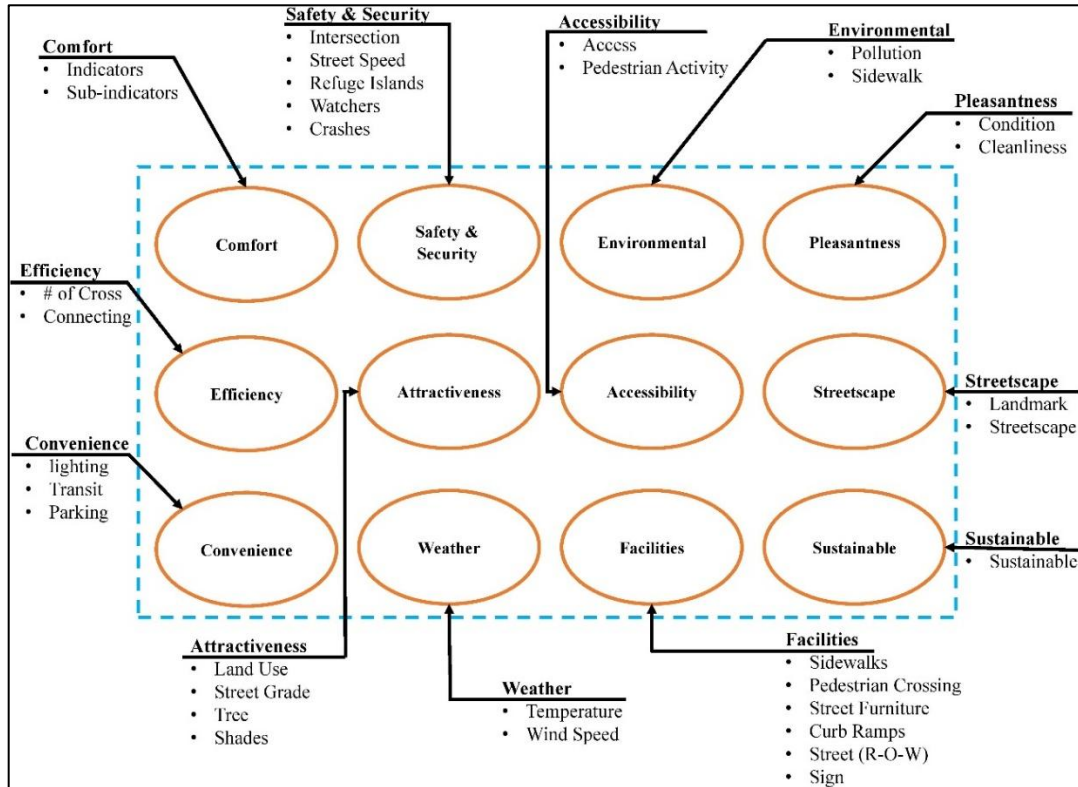 Safety & Security
• Intersection
• Street Speed
• Refuge Islands
• Watchers
• Crashes
Accessibility
• Access
• Pedestrian Activity
Environmental
• Pollution
• Sidewalk
Comfort
• Indicators
• Sub-indicators
Pleasantness
• Condition
• Cleanliness
Comfort
Safety &
Security
Environmental
Pleasantness
Efficiency
• # of Cross
• Connecting
Efficiency
Attractiveness
Accessibility
Streetscape
Streetscape
• Landmark
• Streetscape
Convenience
• lighting
• Transit
• Parking
Convenience
Weather
Facilities
Sustainable
Sustainable
• Sustainable
Attractiveness
• Land Use
• Street Grade
• Tree
• Shades
Weather
• Temperature
• Wind Speed
Facilities
• Sidewalks
• Pedestrian Crossing
• Street Furniture
• Curb Ramps
• Street (R-O-W)
• Sign